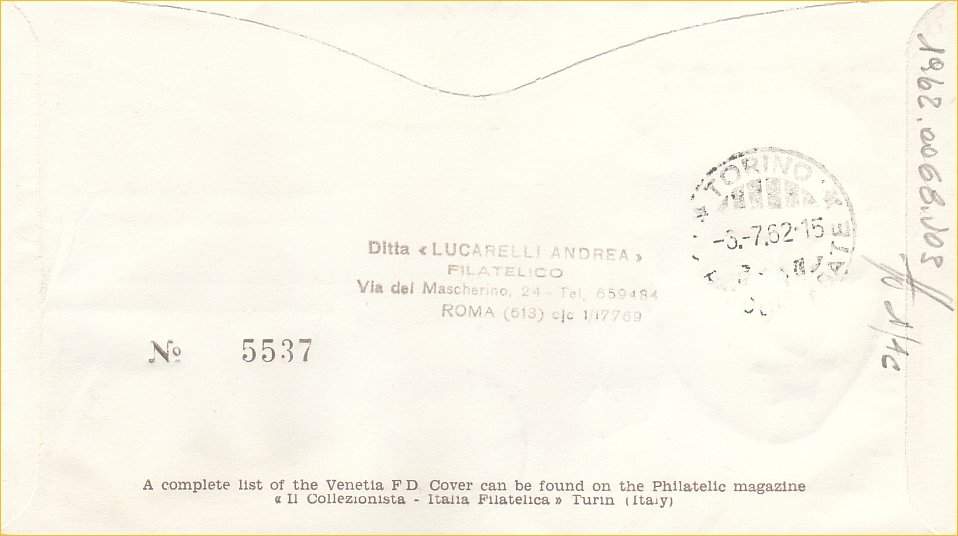 Ditta « LUCARELLI ANDREA »
FILATELICO
Via del Mascherino, 24 - Tel. 659484
ROMA (513) c/c 1/17769
TORINO
-7.62·15
No 5537
A complete list of the Venetia F D Cover can be found on the Philatelic magazine
« Il Collezionista - Italia Filatelica » Turin (Italy)